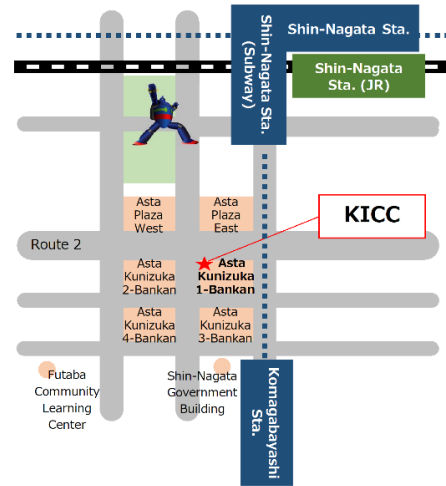 Shin-Nagata Sta.
Shin-Nagata Sta.
(Subway)
Shin-Nagata
Sta. (JR)
Asta
Plaza
West
Asta
Plaza
East
KICC
Route 2
Asta
Kunizuka
2-Bankan
Asta
Kunizuka
1-Bankan
Asta
Kunizuka
4-Bankan
Asta
Kunizuka
3-Bankan
Futaba
Community
Learning
Center
Shin-Nagata
Government
Building
Komagabayashi
Sta.